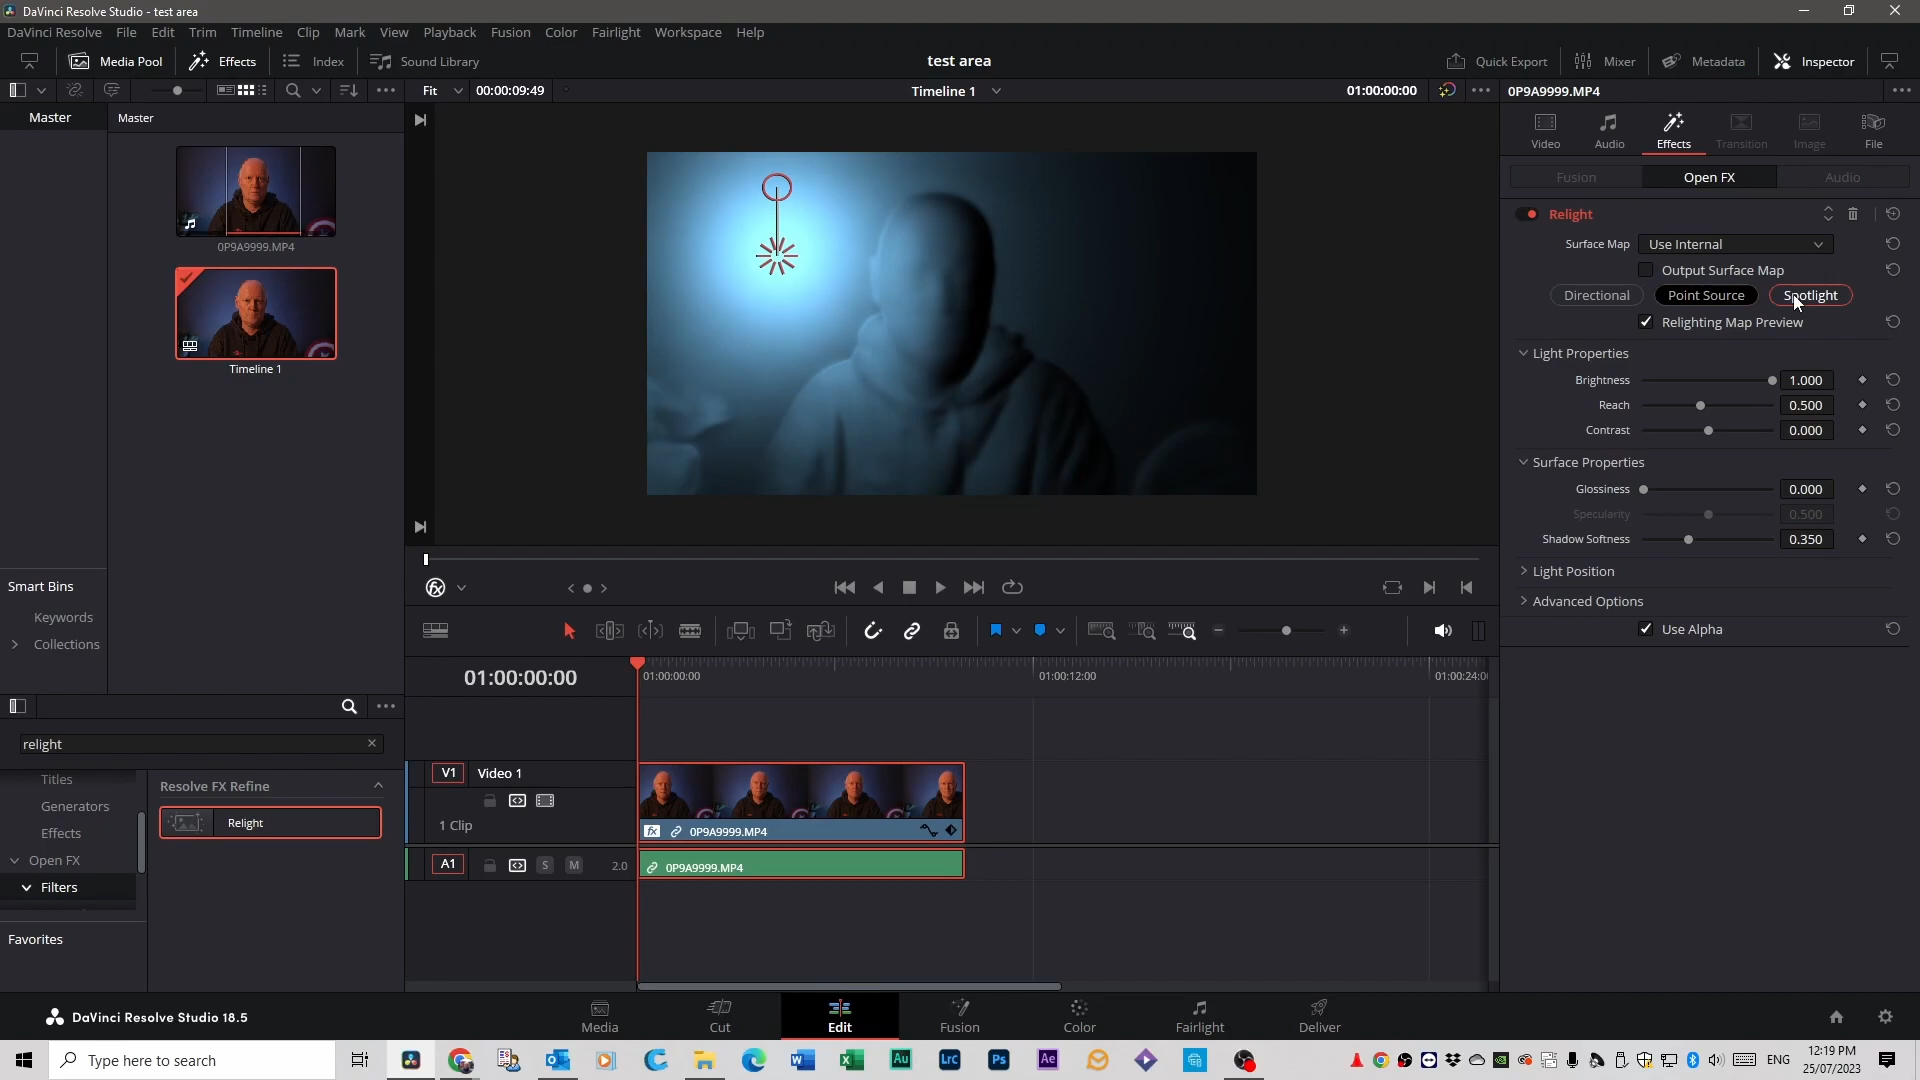 DaVinci Resolve Studio - test area
DaVinci Resolve File Edit Trim Timeline Clip Mark View Playback Fusion Color Fairlight Workspace Help
Media Pool Effects Index Sound Library test area Quick Export Mixer Metadata Inspector
Fit 00:00:09:49 Timeline 1 01:00:00:00 0P9A9999.MP4
Master Master
Video Audio Effects Transition Image File
Fusion Open FX Audio
Relight
Surface Map Use Internal
0P9A9999.MP4
Output Surface Map
Directional Point Source Spotlight
Relighting Map Preview
Light Properties
Timeline 1
Brightness 1.000
Reach 0.500
Contrast 0.000
Surface Properties
Glossiness 0.000
Specularity 0.500
Shadow Softness 0.350
Light Position
Smart Bins
Advanced Options
Keywords
Use Alpha
Collections
01:00:00:00 01:00:00:00 01:00:12:00 01:00:24:0
relight
V1 Video 1
Titles
Resolve FX Refine
Generators
Relight
1 Clip
Effects
0P9A9999.MP4
Open FX
A1 S M 2.0 0P9A9999.MP4
Filters
Favorites
DaVinci Resolve Studio 18.5
Media Cut Edit Fusion Color Fairlight Deliver
Type here to search
Au Lrc Ps Ae
ENG
12:19 PM
25/07/2023